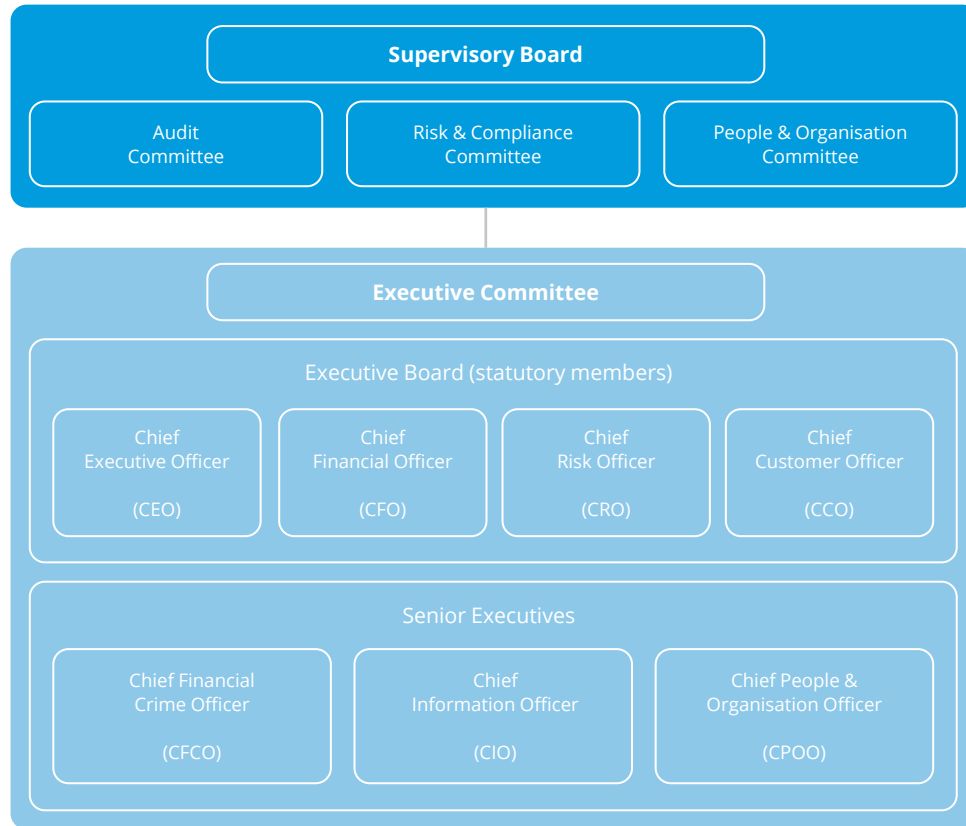 Supervisory Board
Audit
Committee
Risk & Compliance
Committee
People & Organisation
Committee
Executive Committee
Executive Board (statutory members)
Chief
Executive Officer
(CEO)
Chief
Financial Officer
(CFO)
Chief
Risk Officer
(CRO)
Chief
Customer Officer
(CCO)
Senior Executives
Chief Financial
Crime Officer
(CFCO)
Chief
Information Officer
(CIO)
Chief People &
Organisation Officer
(CPOO)